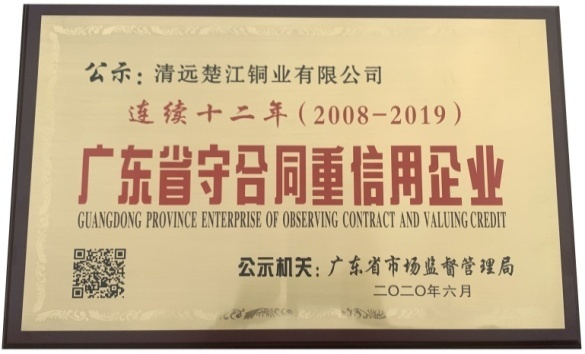 公示：清远楚江铜业有限公司
连续十二年（2008-2019）
广东省守合同重信用企业
GUANGDONG PROVINCE ENTERPRISE OF OBSERVING CONTRACT AND VALUING CREDIT
公示机关：广东省市场监督管理局
二〇二〇年六月